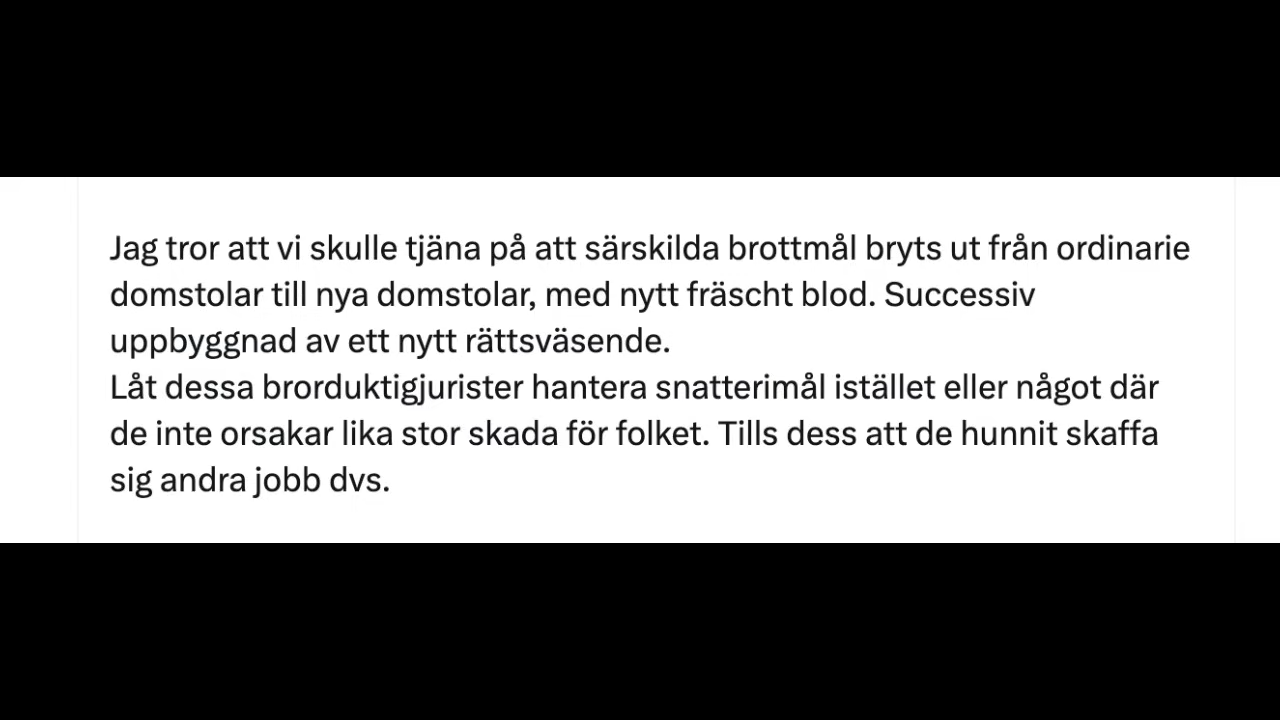 Jag tror att vi skulle tjäna på att särskilda brottmål bryts ut från ordinarie
domstolar till nya domstolar, med nytt fräscht blod. Successiv
uppbyggnad av ett nytt rättsväsende.
Låt dessa brorduktigjurister hantera snatterimål istället eller något där
de inte orsakar lika stor skada för folket. Tills dess att de hunnit skaffa
sig andra jobb dvs.